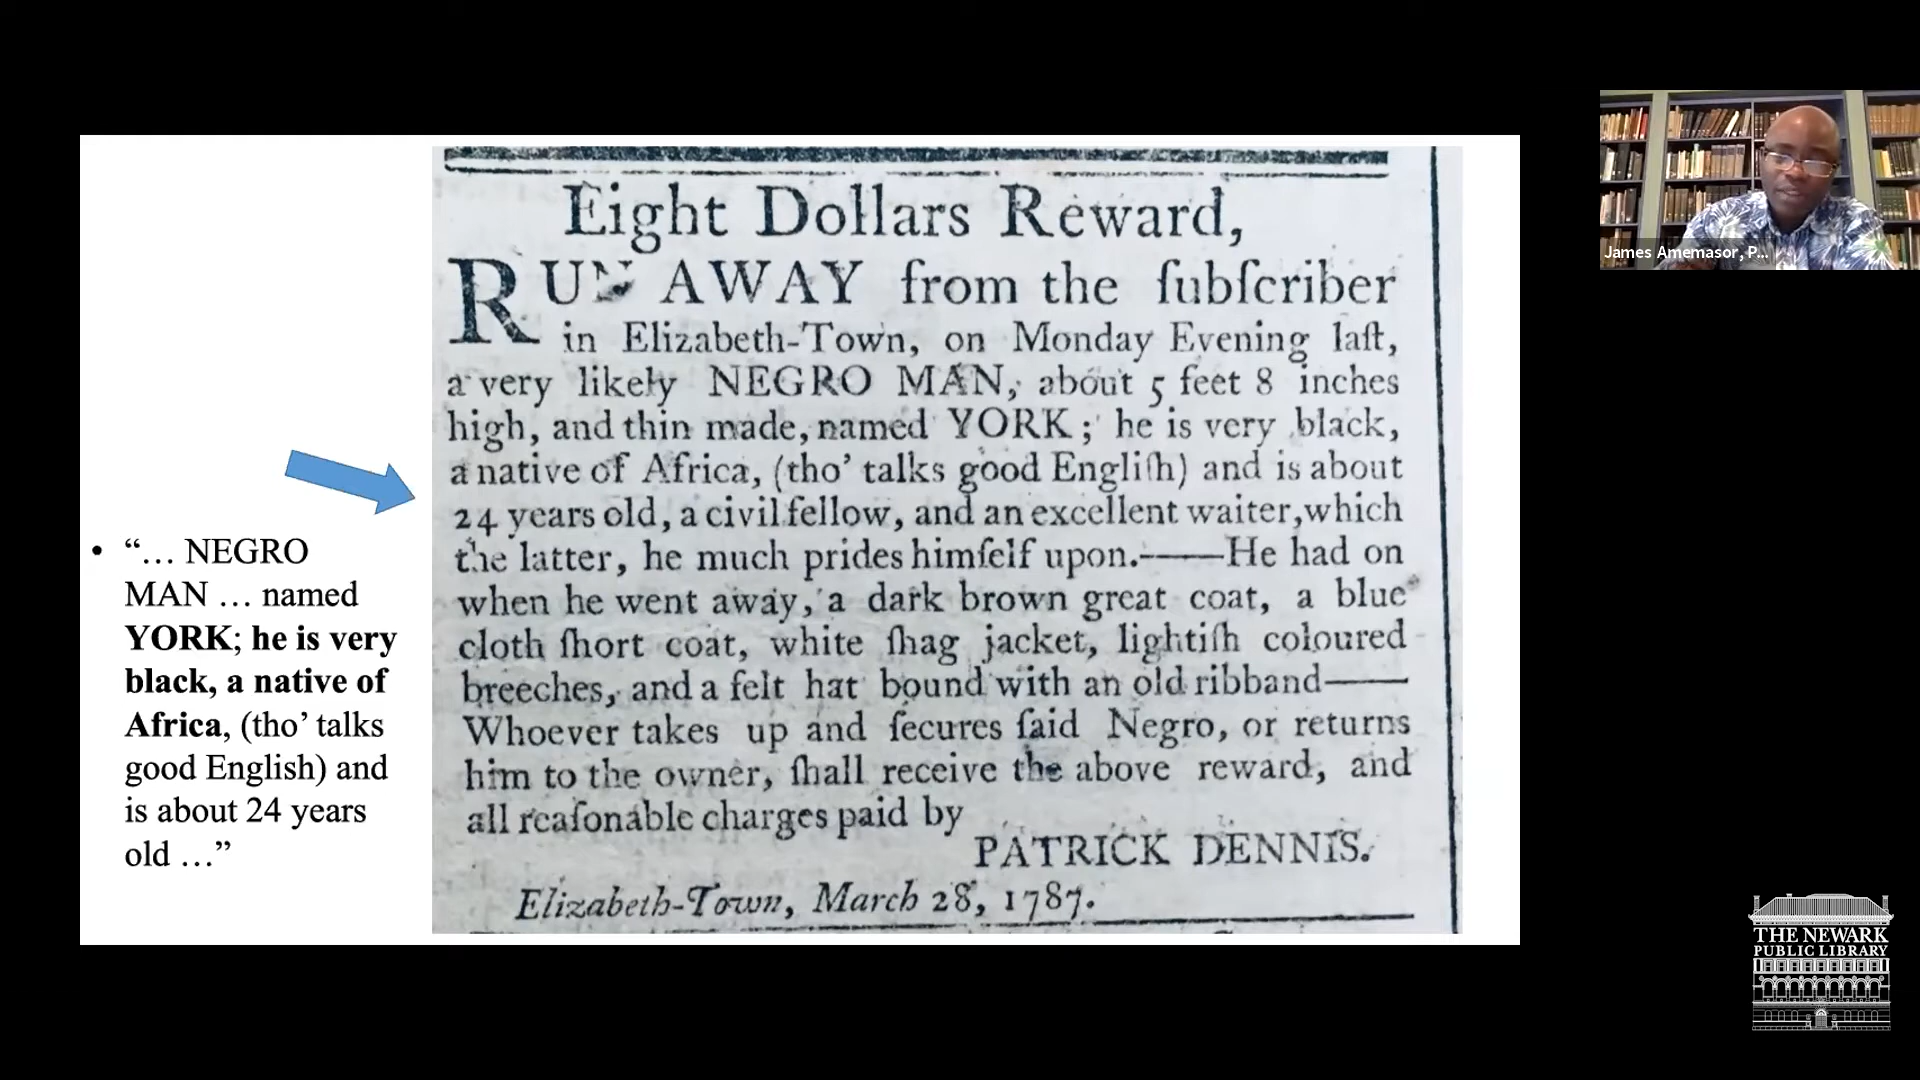 • “… NEGRO
MAN … named
YORK; he is very
black, a native of
Africa, (tho’ talks
good English) and
is about 24 years
old …”
Eight Dollars Reward,
RUN AWAY from the ſubſcriber
in Elizabeth-Town, on Monday Evening laſt,
a very likely NEGRO MAN, about 5 feet 8 inches
high, and thin made, named YORK; he is very black,
a native of Africa, (tho’ talks good Engliſh) and is about
24 years old, a civil fellow, and an excellent waiter, which
the latter, he much prides himſelf upon.——He had on
when he went away, a dark brown great coat, a blue
cloth ſhort coat, white ſhag jacket, lightiſh coloured
breeches, and a felt hat bound with an old ribband——
Whoever takes up and ſecures ſaid Negro, or returns
him to the owner, ſhall receive the above reward, and
all reaſonable charges paid by
PATRICK DENNIS.
Elizabeth-Town, March 28, 1787.
James Amemasor, P...
THE NEWARK
PUBLIC LIBRARY